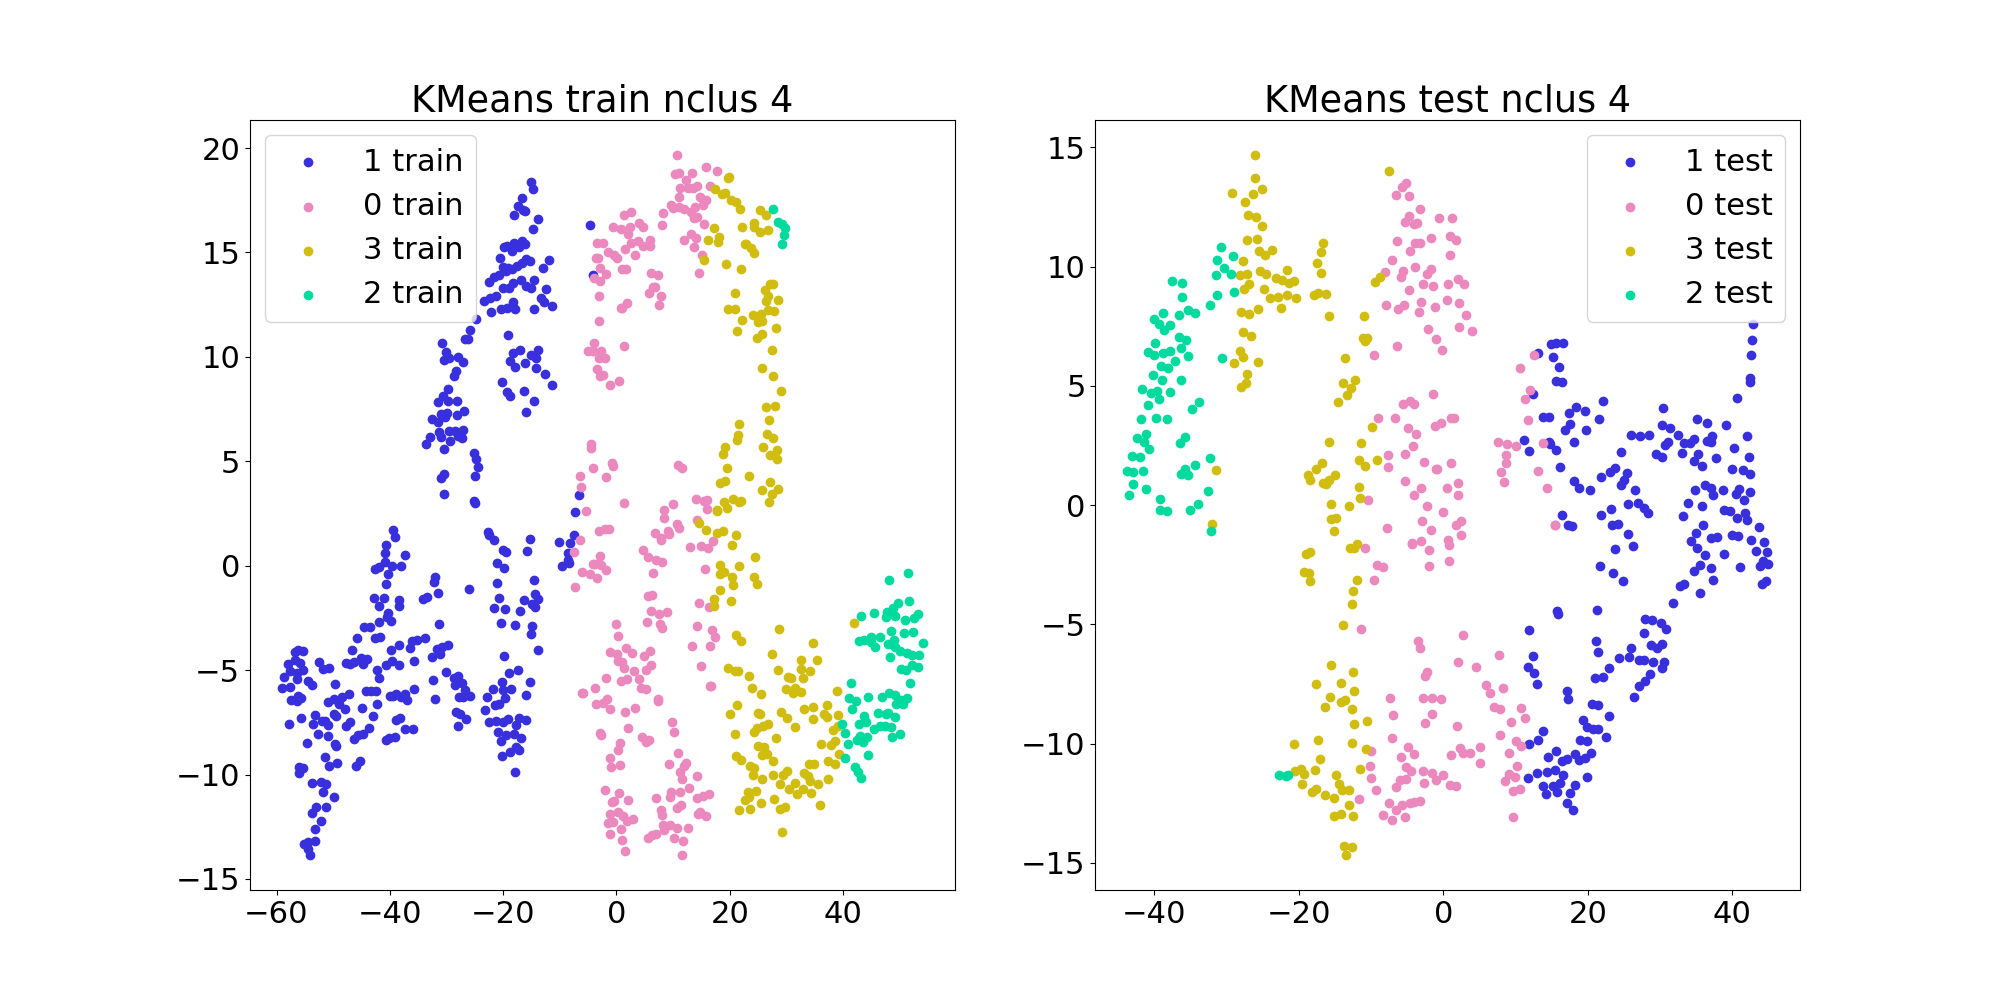 KMeans train nclus 4
20
15
10
5
0
−5
−10
−15
−60 −40 −20 0 20 40
1 train
0 train
3 train
2 train
KMeans test nclus 4
15
10
5
0
−5
−10
−15
−40 −20 0 20 40
1 test
0 test
3 test
2 test